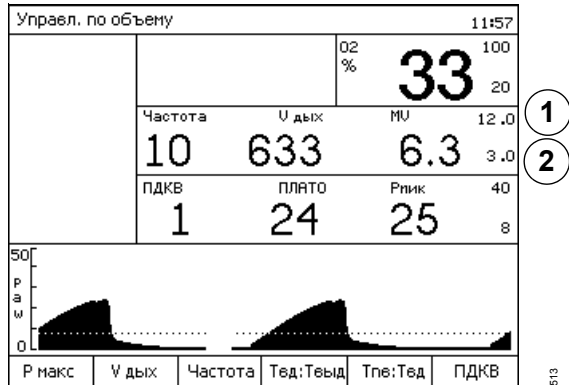 Управл. по объему 11:57
O2 100
% 33 20
Частота V дых MV 12.0 1
10 633 6.3 3.0 2
ПДКВ ПЛАТО Рпик 40
1 24 25 8
50
P
a
w
0
Р макс V дых Частота Твд:Твыд Тпв:Твд ПДКВ
513